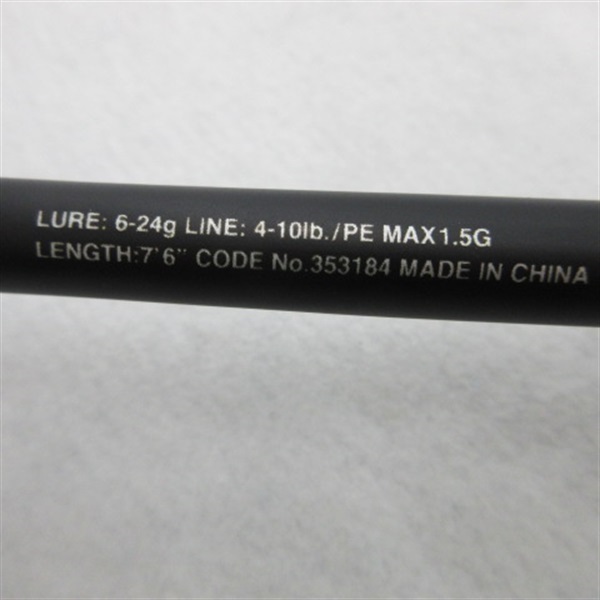 LURE: 6-24g LINE: 4-10lb./PE MAX1.5G
LENGTH:7'6" CODE No.353184 MADE IN CHINA